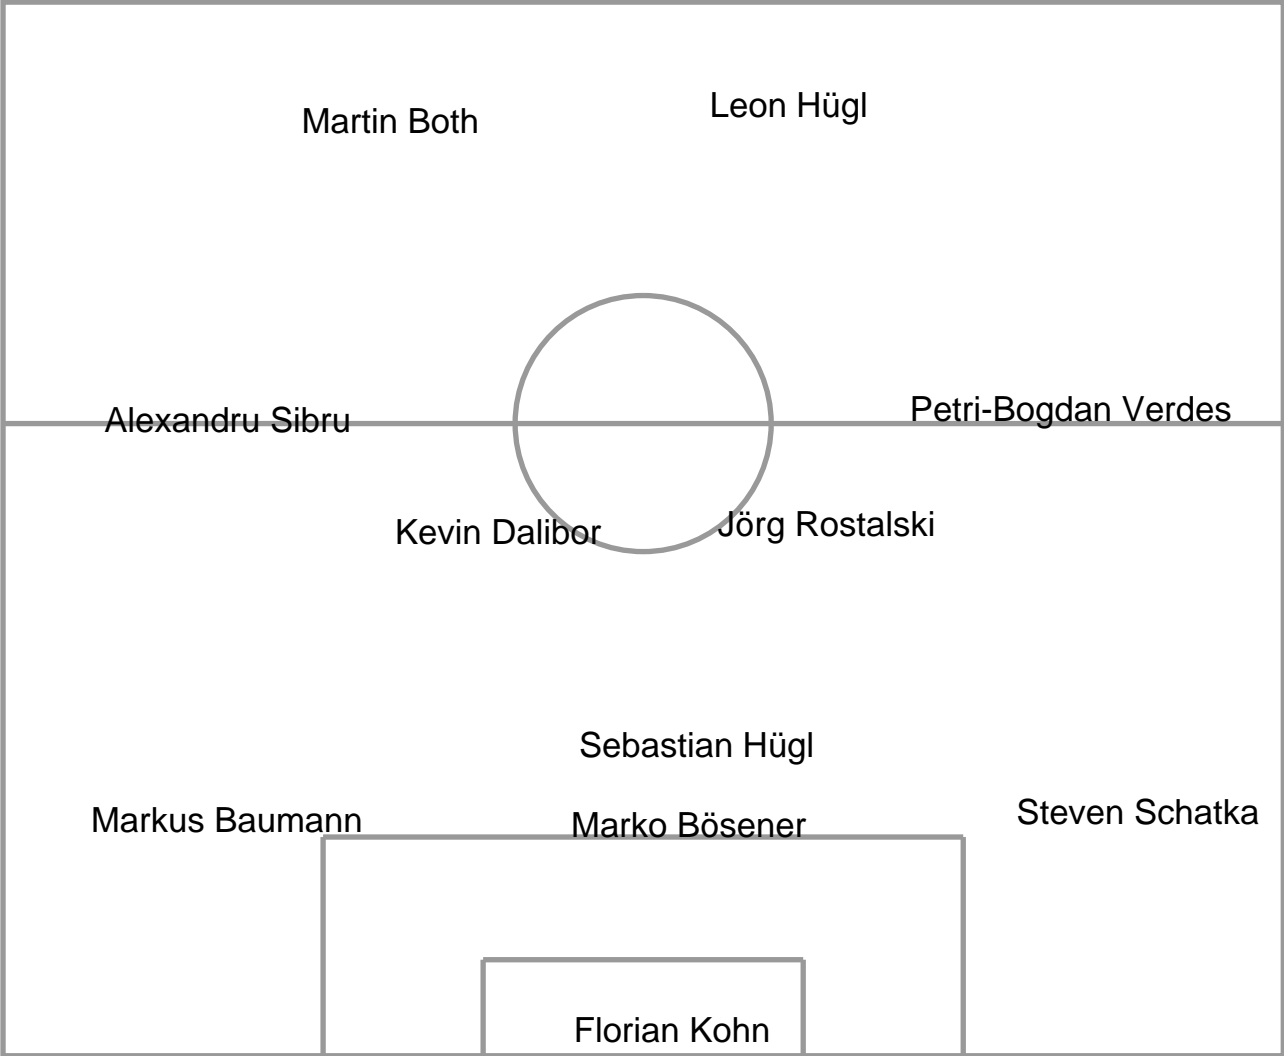 Martin Both
Leon Hügl
Alexandru Sibru
Petri-Bogdan Verdes
Kevin Dalibor
Jörg Rostalski
Sebastian Hügl
Markus Baumann
Marko Bösener
Steven Schatka
Florian Kohn